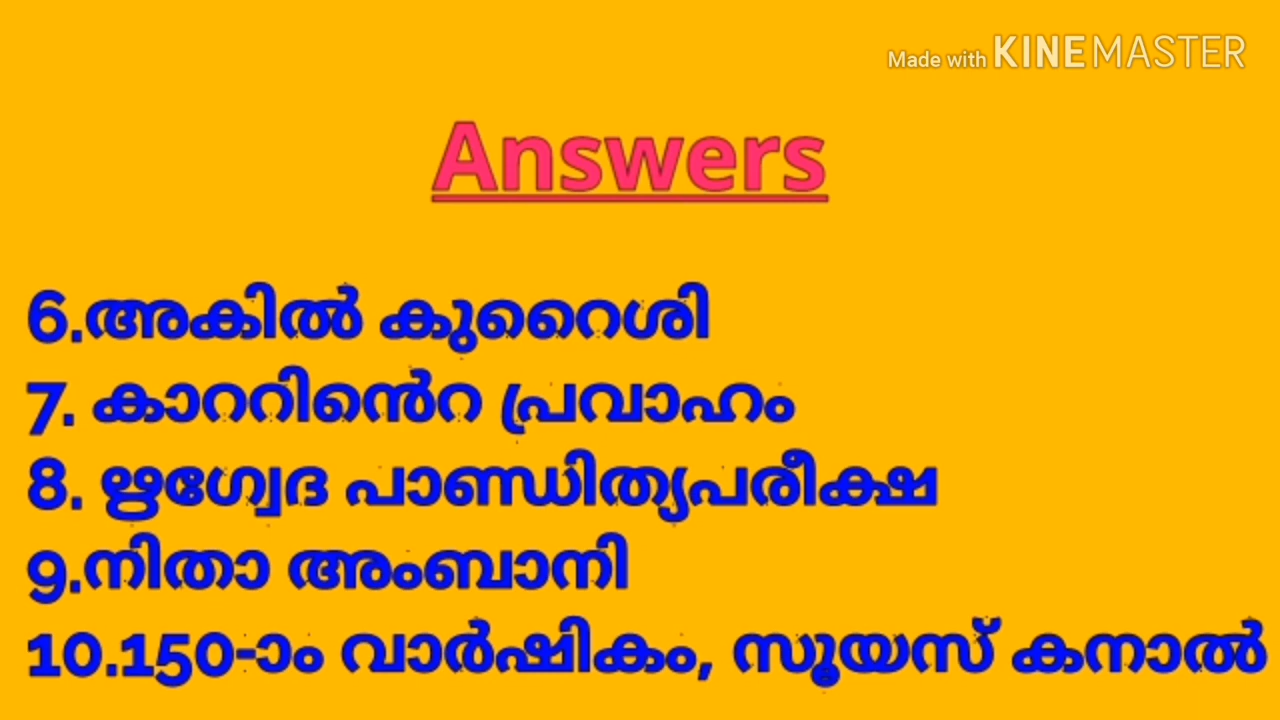 Made with KINEMASTER
Answers
6.അകിൽ കുറൈശി
7. കാററിൻെറ പ്രവാഹം
8. ഋഗ്വേദ പാണ്ഡിത്യപരീക്ഷ
9.നിതാ അംബാനി
10.150-ാം വാർഷികം, സൂയസ് കനാൽ